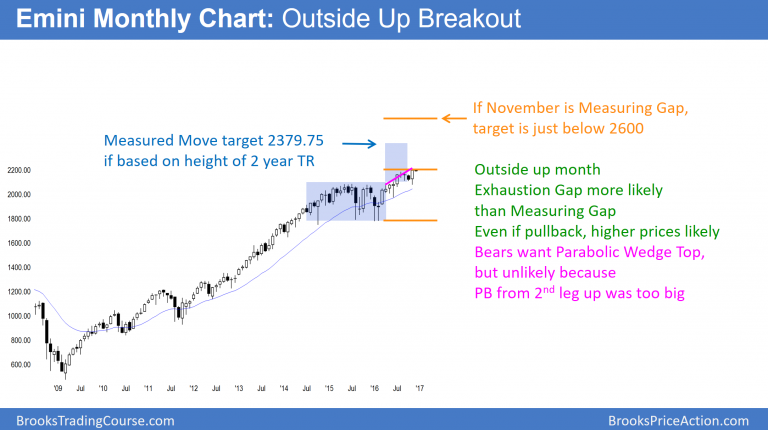 Emini Monthly Chart: Outside Up Breakout
If November is Measuring Gap,
target is just below 2600
Measured Move target 2379.75
if based on height of 2 year TR
Outside up month
Exhaustion Gap more likely
than Measuring Gap
Even if pullback, higher prices likely
Bears want Parabolic Wedge Top,
but unlikely because
PB from 2nd leg up was too big
2200.00
2000.00
1800.00
1600.00
1400.00
1200.00
1000.00
800.00
600.00
'09 Jul '10 Jul '11 Jul '12 Jul '13 Jul '14 Jul '15 Jul '16 Jul '17
BrooksTradingCourse.com BrooksPriceAction.com